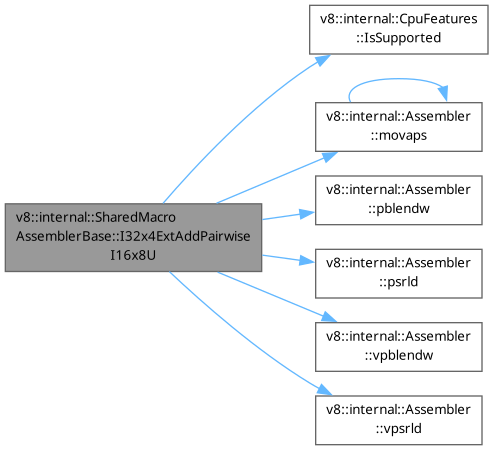 v8::internal::CpuFeatures
::IsSupported
v8::internal::Assembler
::movaps
v8::internal::Assembler
::pblendw
v8::internal::SharedMacro
AssemblerBase::I32x4ExtAddPairwise
I16x8U
v8::internal::Assembler
::psrld
v8::internal::Assembler
::vpblendw
v8::internal::Assembler
::vpsrld